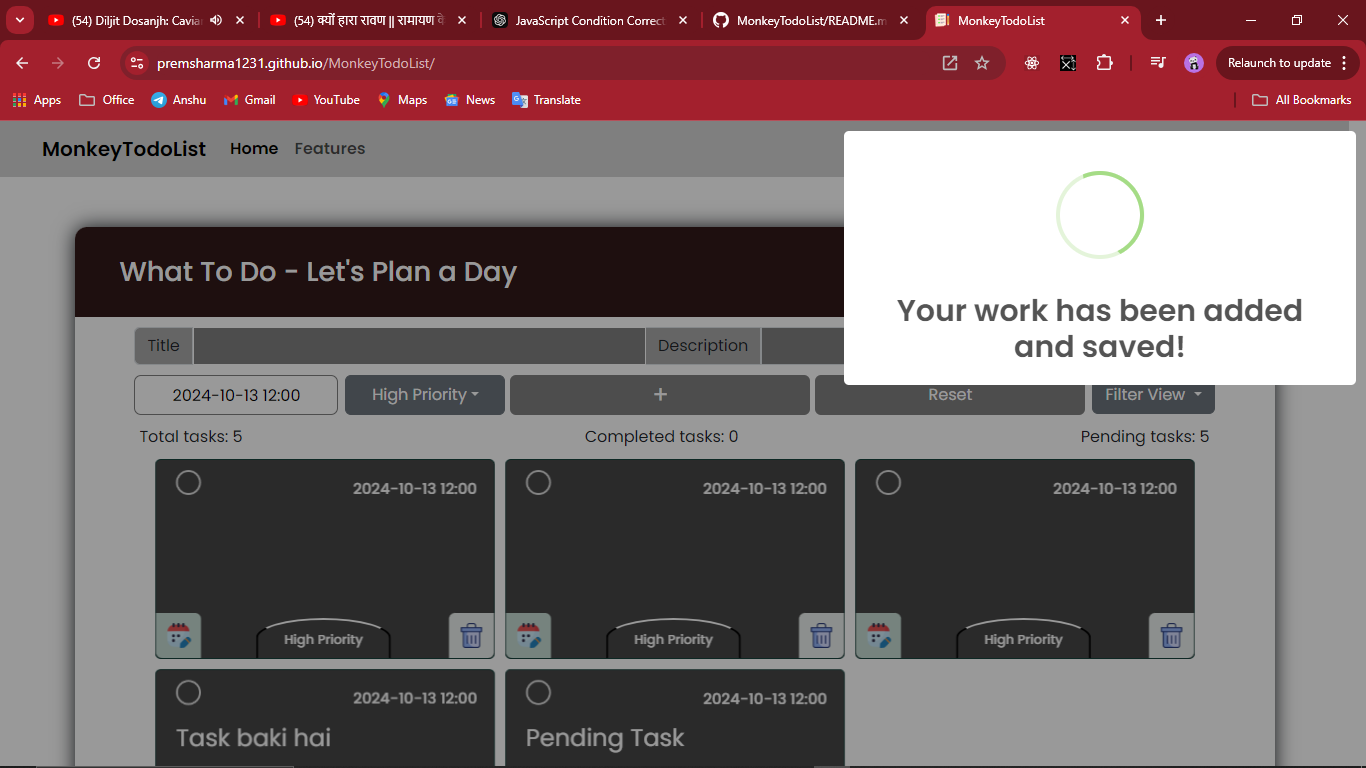 (54) Diljit Dosanjh: Caviar
(54) क्यों हारा रावण || रामायण के
JavaScript Condition Correct
MonkeyTodoList/README.m
MonkeyTodoList
premsharma1231.github.io/MonkeyTodoList/
Relaunch to update
Apps
Office
Anshu
Gmail
YouTube
Maps
News
Translate
All Bookmarks
MonkeyTodoList
Home
Features
Your work has been added
and saved!
What To Do - Let's Plan a Day
Title
Description
2024-10-13 12:00
High Priority
+
Reset
Filter View
Total tasks: 5
Completed tasks: 0
Pending tasks: 5
2024-10-13 12:00
2024-10-13 12:00
2024-10-13 12:00
High Priority
High Priority
High Priority
2024-10-13 12:00
2024-10-13 12:00
Task baki hai
Pending Task